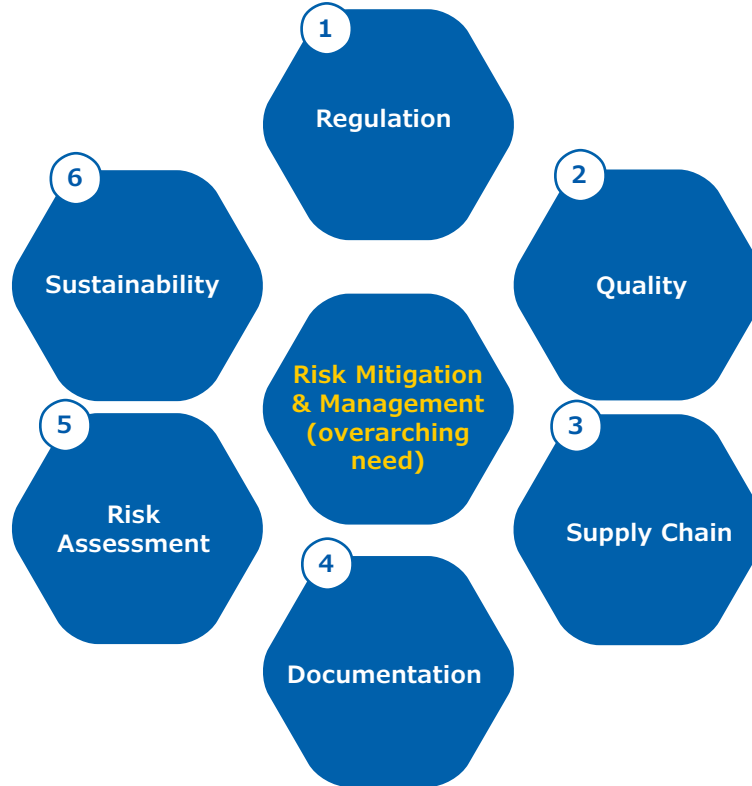 1
Regulation
2
Quality
3
Supply Chain
4
Documentation
5
Risk
Assessment
6
Sustainability
Risk Mitigation
& Management
(overarching
need)